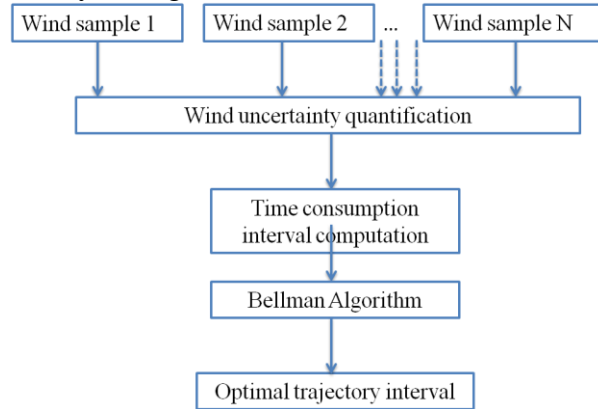 Wind sample 1
Wind sample 2
...
Wind sample N
Wind uncertainty quantification
Time consumption
interval computation
Bellman Algorithm
Optimal trajectory interval